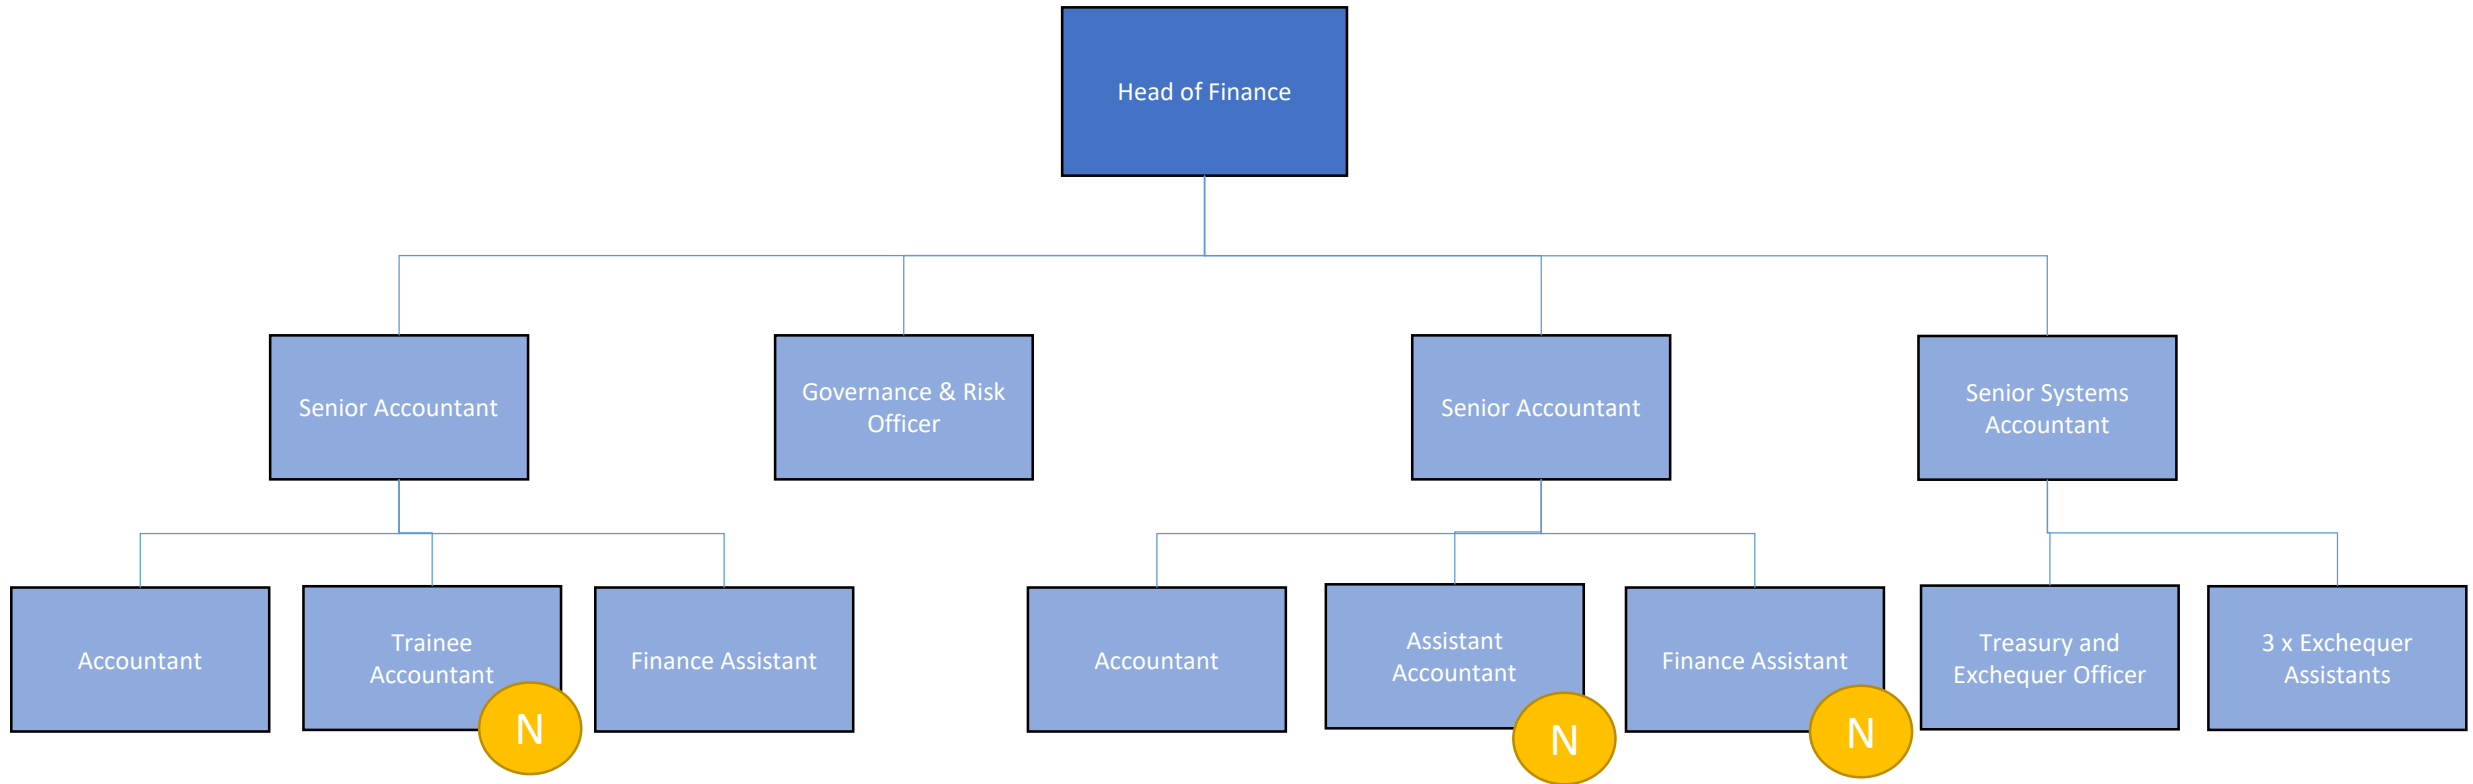 Head of Finance
Senior Accountant
Governance & Risk
Officer
Senior Accountant
Senior Systems
Accountant
Accountant
Trainee
Accountant
N
Finance Assistant
Accountant
Assistant
Accountant
N
Finance Assistant
N
Treasury and
Exchequer Officer
3 x Exchequer
Assistants